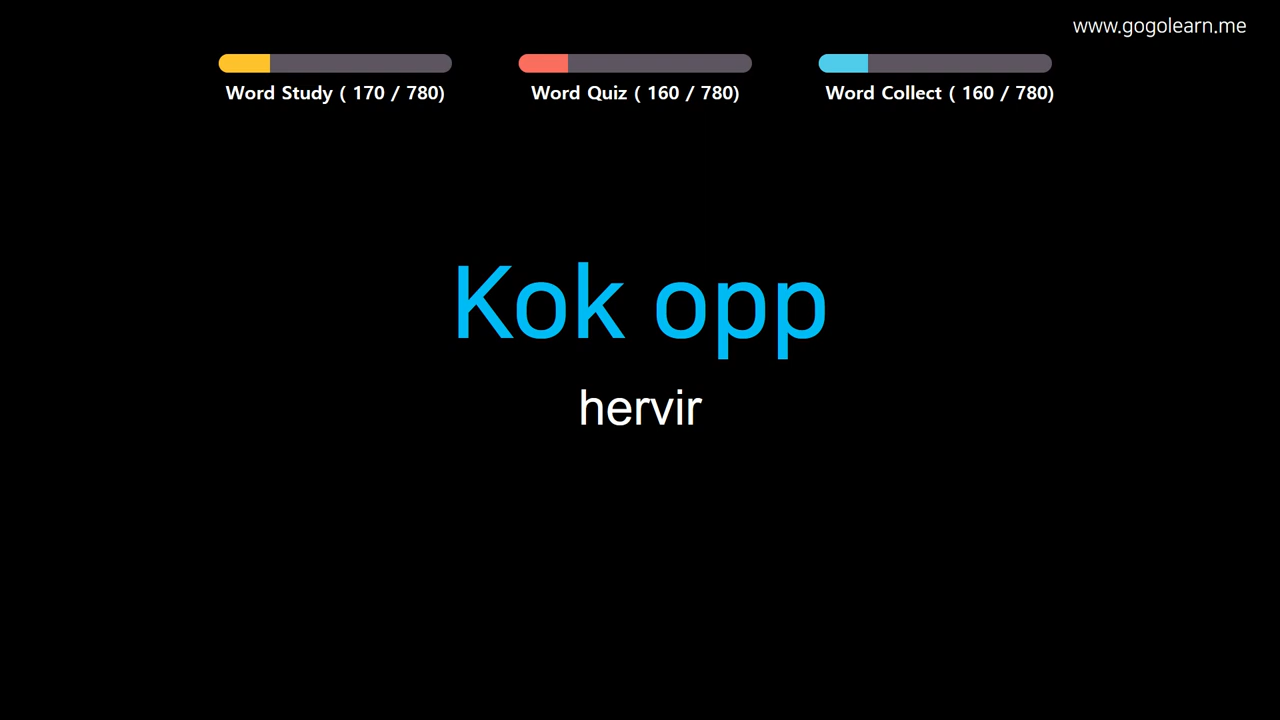 www.gogolearn.me
Word Study ( 170 / 780)
Word Quiz ( 160 / 780)
Word Collect ( 160 / 780)
Kok opp
hervir